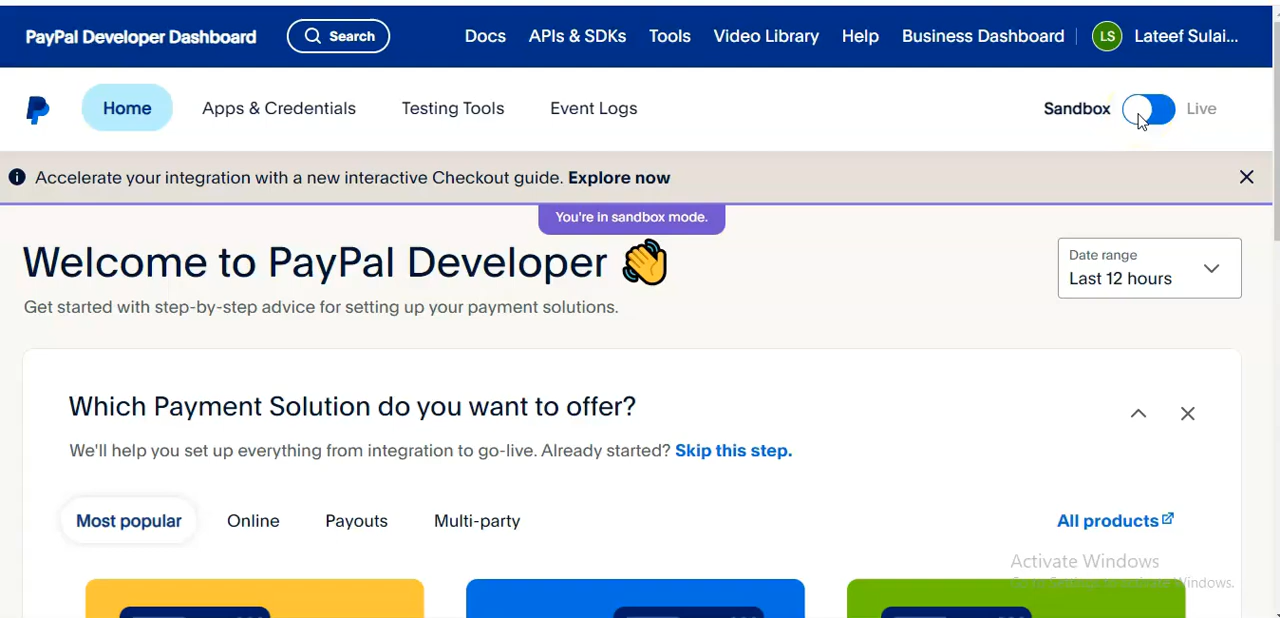 PayPal Developer Dashboard
Search
Docs
APIs & SDKs
Tools
Video Library
Help
Business Dashboard
LS
Lateef Sulai...
Home
Apps & Credentials
Testing Tools
Event Logs
Sandbox
Live
Accelerate your integration with a new interactive Checkout guide. Explore now
You're in sandbox mode.
Welcome to PayPal Developer
Get started with step-by-step advice for setting up your payment solutions.
Date range
Last 12 hours
Which Payment Solution do you want to offer?
We'll help you set up everything from integration to go-live. Already started? Skip this step.
Most popular
Online
Payouts
Multi-party
All products
Activate Windows
Windows.